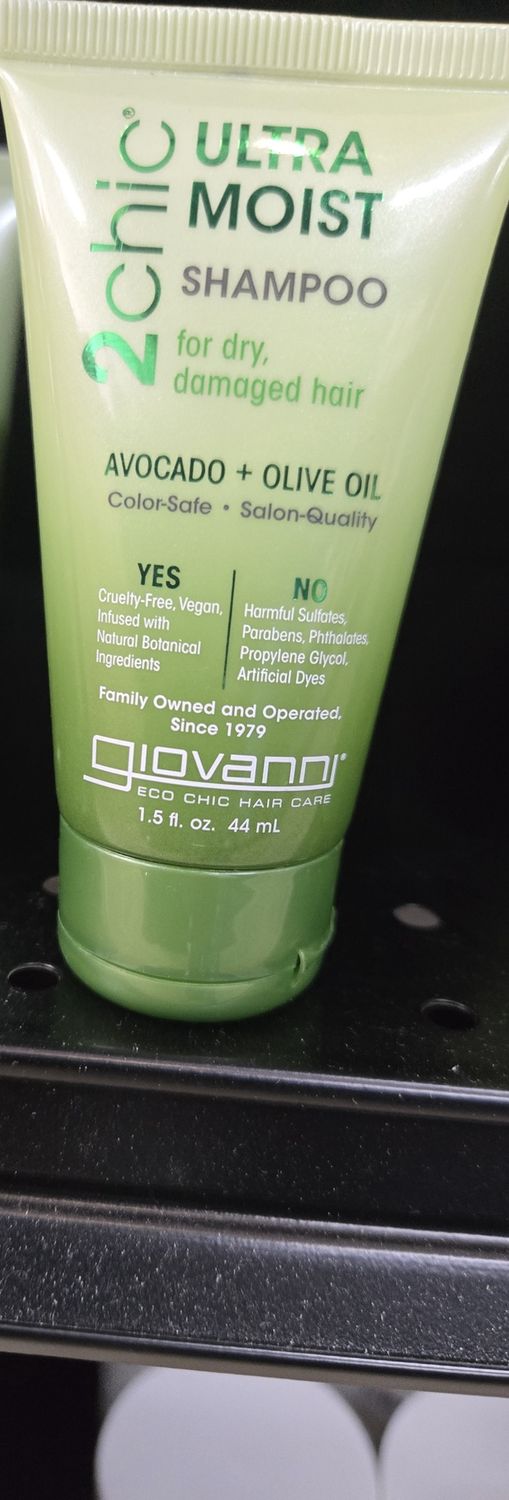 2chic®
ULTRA
MOIST
SHAMPOO
for dry,
damaged hair
AVOCADO + OLIVE OIL
Color-Safe • Salon-Quality
YES
Cruelty-Free, Vegan,
Infused with
Natural Botanical
Ingredients
NO
Harmful Sulfates,
Parabens, Phthalates,
Propylene Glycol,
Artificial Dyes
Family Owned and Operated,
Since 1979
giovanni®
ECO CHIC HAIR CARE
1.5 fl. oz. 44 mL